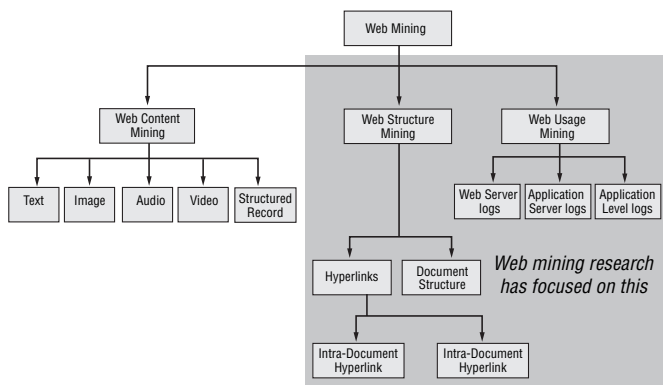 Web Mining
Web Content
Mining
Web Structure
Mining
Web Usage
Mining
Text
Image
Audio
Video
Structured
Record
Web Server
logs
Application
Server logs
Application
Level logs
Hyperlinks
Document
Structure
Web mining research
has focused on this
Intra-Document
Hyperlink
Intra-Document
Hyperlink